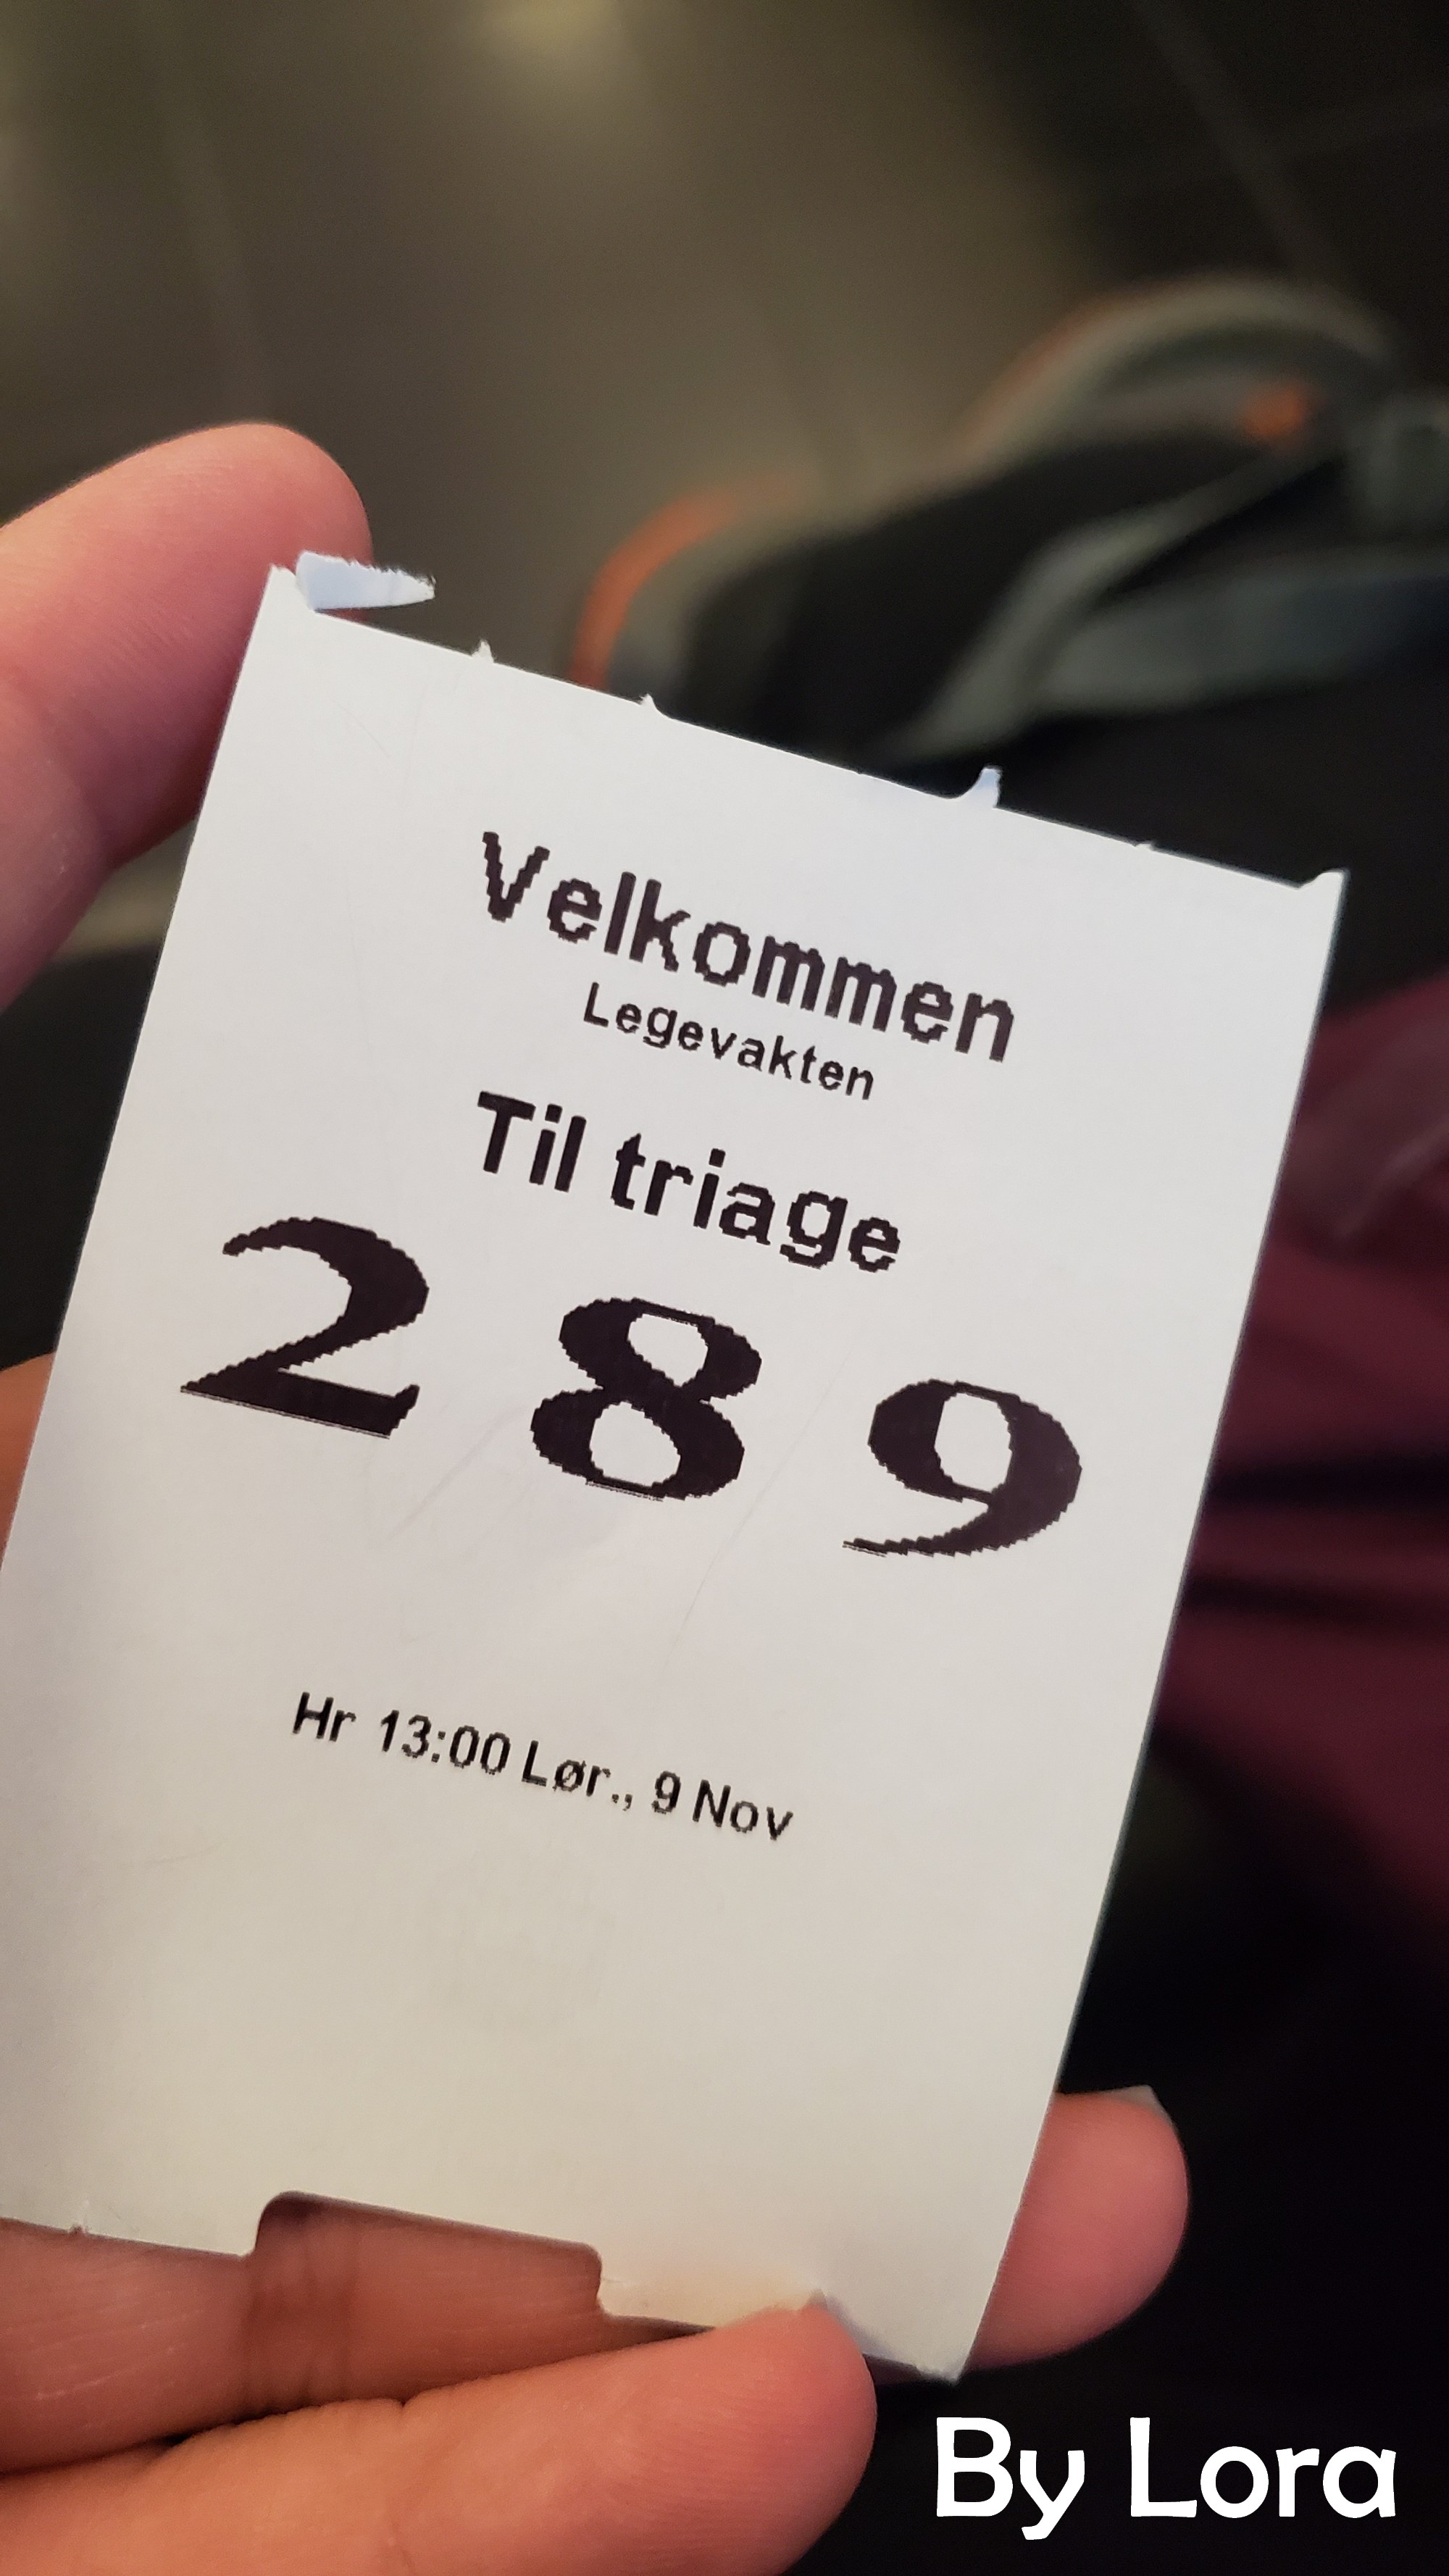 Velkommen
Legevakten
Til triage
289
Hr 13:00 Lør., 9 Nov
By Lora